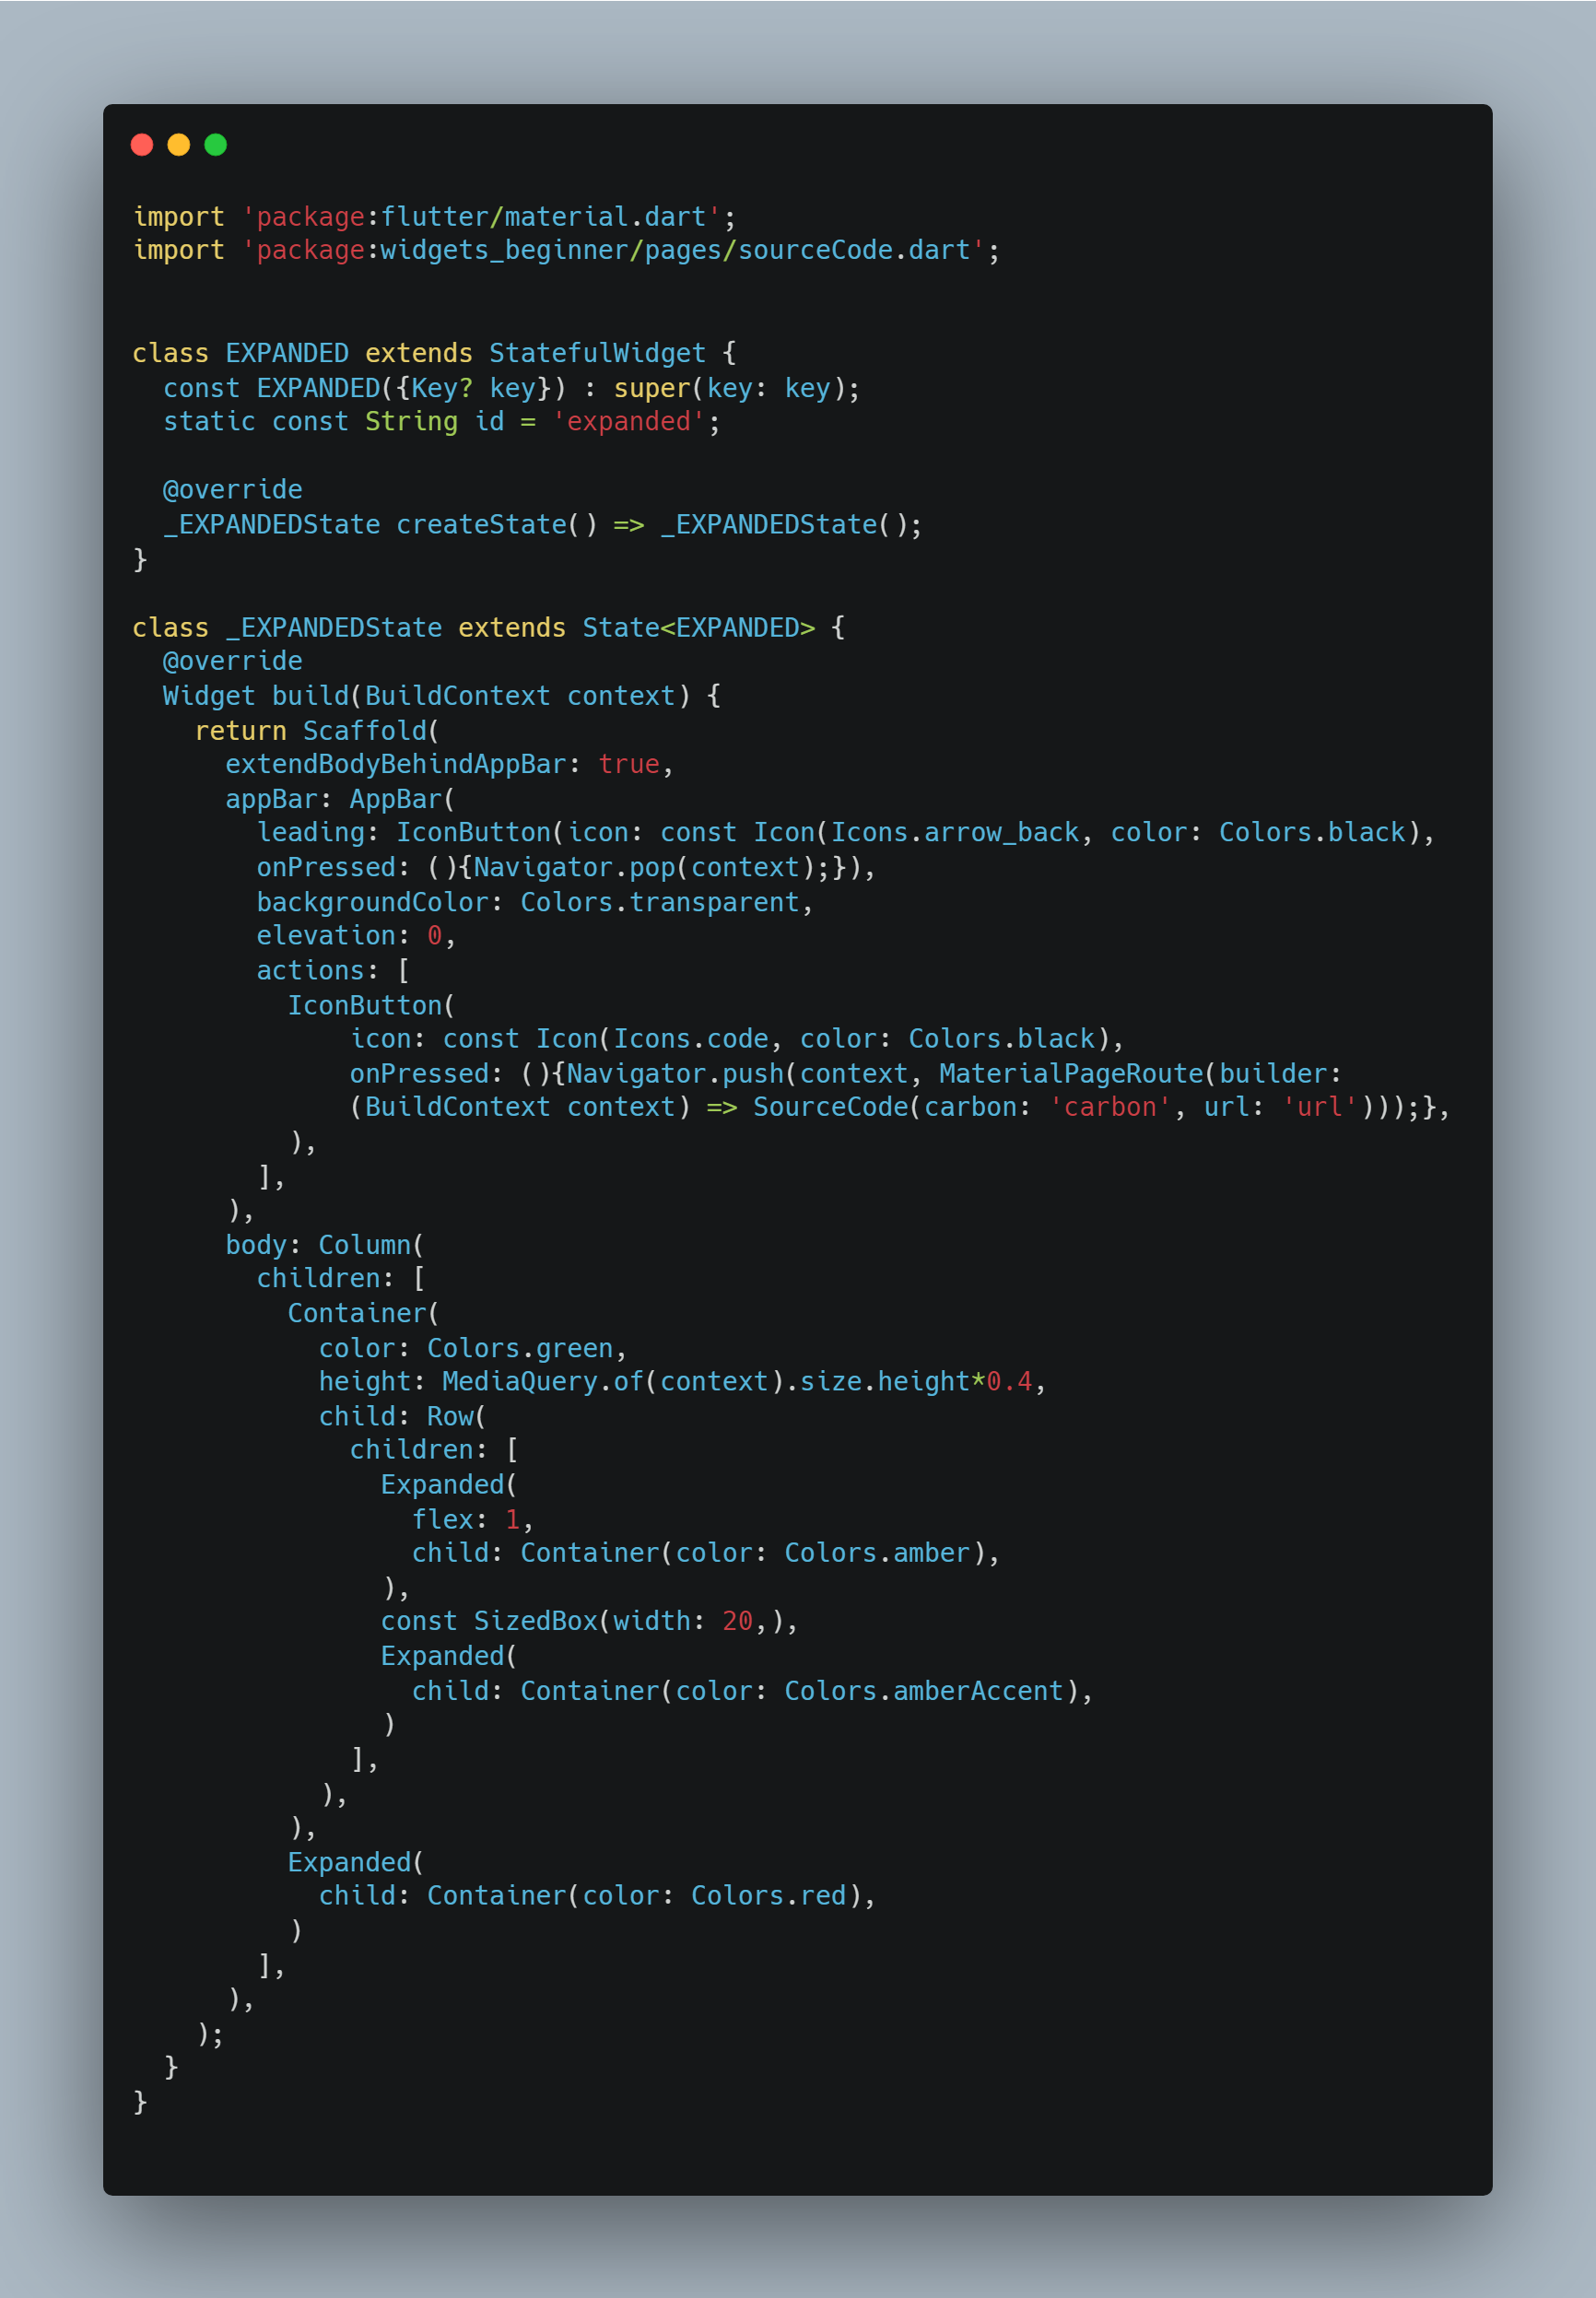 import 'package:flutter/material.dart';
import 'package:widgets_beginner/pages/sourceCode.dart';


class EXPANDED extends StatefulWidget {
  const EXPANDED({Key? key}) : super(key: key);
  static const String id = 'expanded';

  @override
  _EXPANDEDState createState() => _EXPANDEDState();
}

class _EXPANDEDState extends State<EXPANDED> {
  @override
  Widget build(BuildContext context) {
    return Scaffold(
      extendBodyBehindAppBar: true,
      appBar: AppBar(
        leading: IconButton(icon: const Icon(Icons.arrow_back, color: Colors.black),
        onPressed: (){Navigator.pop(context);}),
        backgroundColor: Colors.transparent,
        elevation: 0,
        actions: [
          IconButton(
              icon: const Icon(Icons.code, color: Colors.black),
              onPressed: (){Navigator.push(context, MaterialPageRoute(builder:
              (BuildContext context) => SourceCode(carbon: 'carbon', url: 'url')));},
          ),
        ],
      ),
      body: Column(
        children: [
          Container(
            color: Colors.green,
            height: MediaQuery.of(context).size.height*0.4,
            child: Row(
              children: [
                Expanded(
                  flex: 1,
                  child: Container(color: Colors.amber),
                ),
                const SizedBox(width: 20,),
                Expanded(
                  child: Container(color: Colors.amberAccent),
                )
              ],
            ),
          ),
          Expanded(
            child: Container(color: Colors.red),
          )
        ],
      ),
    );
  }
}